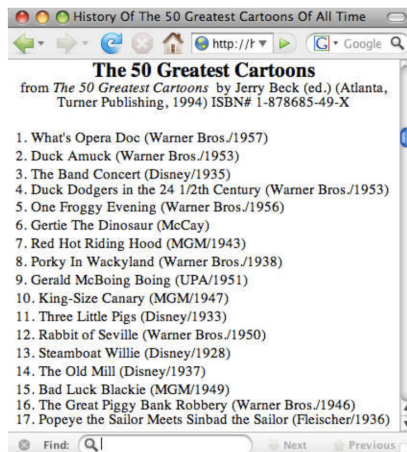 History Of The 50 Greatest Cartoons Of All Time
http://
Google
The 50 Greatest Cartoons
from The 50 Greatest Cartoons by Jerry Beck (ed.) (Atlanta,
Turner Publishing, 1994) ISBN# 1-878685-49-X
1. What's Opera Doc (Warner Bros./1957)
2. Duck Amuck (Warner Bros./1953)
3. The Band Concert (Disney/1935)
4. Duck Dodgers in the 24 1/2th Century (Warner Bros./1953)
5. One Froggy Evening (Warner Bros./1956)
6. Gertie The Dinosaur (McCay)
7. Red Hot Riding Hood (MGM/1943)
8. Porky In Wackyland (Warner Bros./1938)
9. Gerald McBoing Boing (UPA/1951)
10. King-Size Canary (MGM/1947)
11. Three Little Pigs (Disney/1933)
12. Rabbit of Seville (Warner Bros./1950)
13. Steamboat Willie (Disney/1928)
14. The Old Mill (Disney/1937)
15. Bad Luck Blackie (MGM/1949)
16. The Great Piggy Bank Robbery (Warner Bros./1946)
17. Popeye the Sailor Meets Sinbad the Sailor (Fleischer/1936)
Find: Next Previous